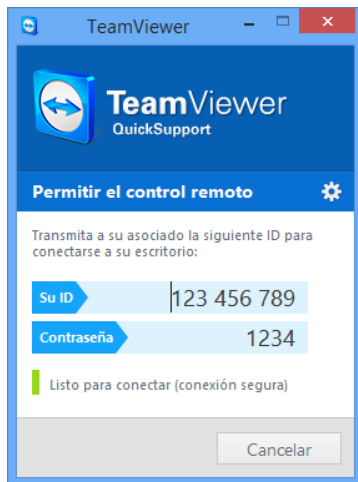 TeamViewer
TeamViewer
QuickSupport
Permitir el control remoto
Transmita a su asociado la siguiente ID para
conectarse a su escritorio:
Su ID 123 456 789
Contraseña 1234
Listo para conectar (conexión segura)
Cancelar